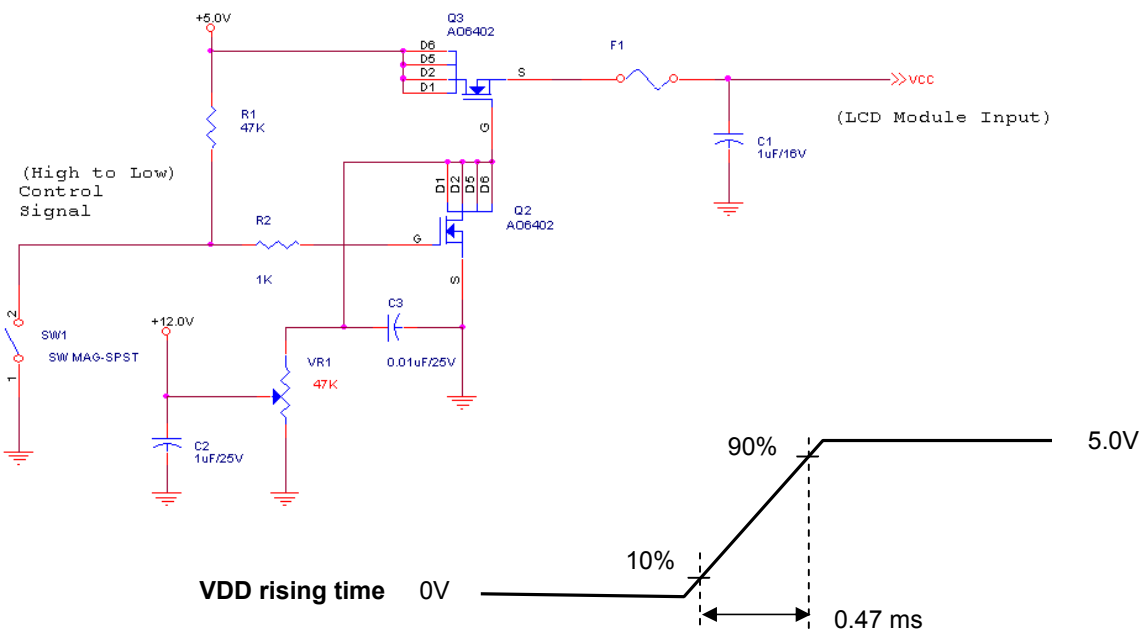 +5.0V
Q3
AO6402
D6
D5
D2
D1
S
G
F1
VCC
(LCD Module Input)
C1
1uF/16V
R1
47K
(High to Low)
Control
Signal
R2
1K
G
D1
D2
D5
D6
Q2
AO6402
S
2
SW1
SW MAG-SPST
1
+12.0V
C3
0.01uF/25V
VR1
47K
C2
1uF/25V
90%
5.0V
10%
VDD rising time
0V
0.47 ms